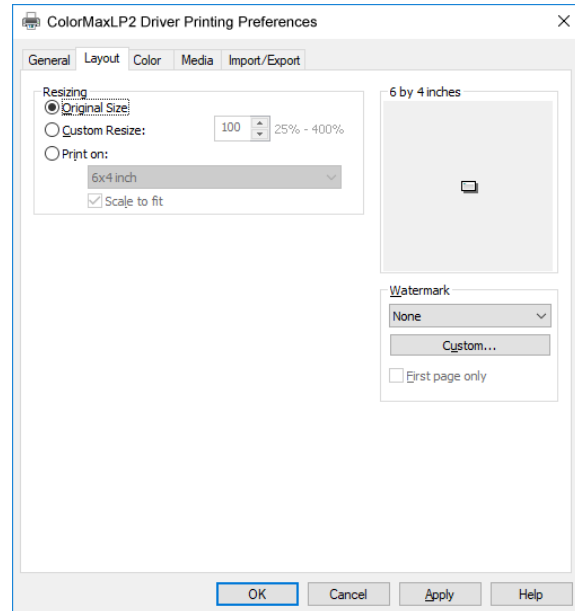 ColorMaxLP2 Driver Printing Preferences
General Layout Color Media Import/Export
Resizing
Original Size
Custom Resize: 100 25% - 400%
Print on:
6x4 inch
Scale to fit
6 by 4 inches
Watermark
None
Custom...
First page only
OK Cancel Apply Help